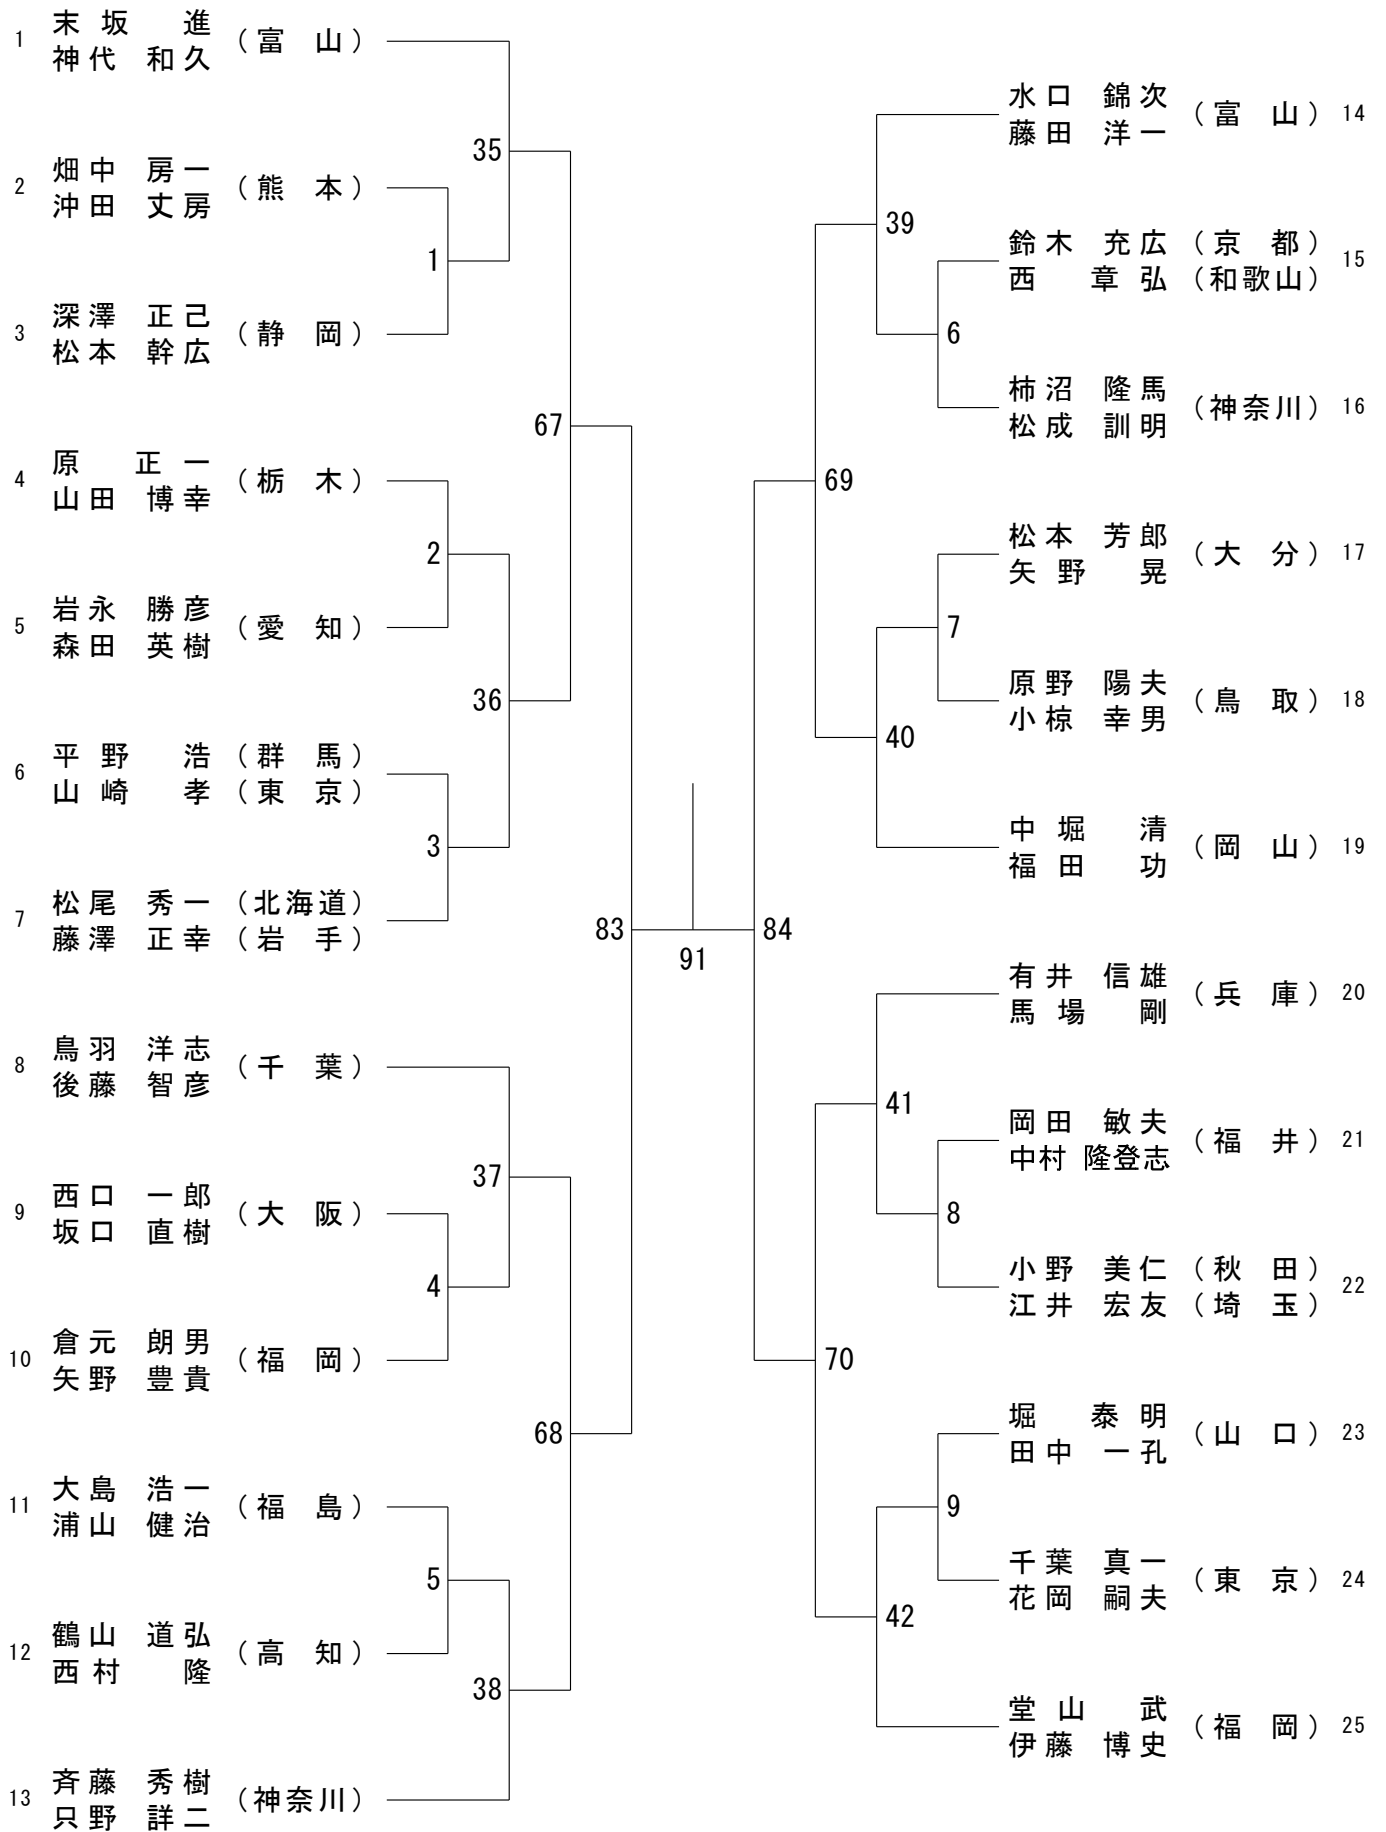 1 末坂 進 (富 山)
神代 和久
35
2 畑中 房一 (熊 本)
沖田 丈房
1
3 深澤 正己 (静 岡)
松本 幹広
67
4 原 正一 (栃 木)
山田 博幸
2
5 岩永 勝彦 (愛 知)
森田 英樹
36
6 平野 浩 (群 馬)
山崎 孝 (東 京)
3
7 松尾 秀一 (北海道)
藤澤 正幸 (岩 手)
83
91
8 鳥羽 洋志 (千 葉)
後藤 智彦
37
9 西口 一郎 (大 阪)
坂口 直樹
4
10 倉元 朗男 (福 岡)
矢野 豊貴
68
11 大島 浩一 (福 島)
浦山 健治
5
12 鶴山 道弘 (高 知)
西村 隆
38
13 斉藤 秀樹 (神奈川)
只野 詳二
水口 錦次 (富 山) 14
藤田 洋一
39
鈴木 充広 (京 都) 15
西 章弘 (和歌山)
6
柿沼 隆馬 (神奈川) 16
松成 訓明
69
松本 芳郎 (大 分) 17
矢野 晃
7
原野 陽夫 (鳥 取) 18
小椋 幸男
40
中堀 清 (岡 山) 19
福田 功
84
有井 信雄 (兵 庫) 20
馬場 剛
41
岡田 敏夫 (福 井) 21
中村 隆登志
8
小野 美仁 (秋 田) 22
江井 宏友 (埼 玉)
70
堀 泰明 (山 口) 23
田中 一孔
9
千葉 真一 (東 京) 24
花岡 嗣夫
42
堂山 武 (福 岡) 25
伊藤 博史